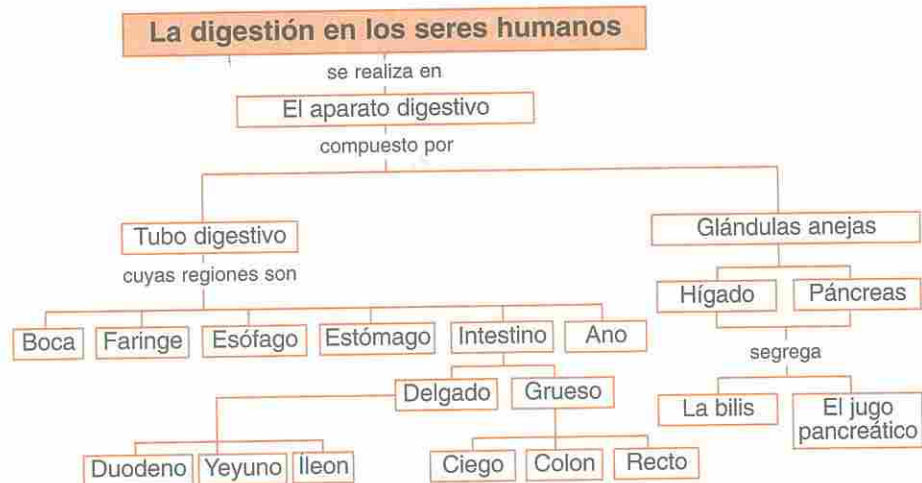 La digestión en los seres humanos
se realiza en
El aparato digestivo
compuesto por
Tubo digestivo
Glándulas anejas
cuyas regiones son
Hígado
Páncreas
Boca
Faringe
Esófago
Estómago
Intestino
Ano
segrega
Delgado
Grueso
La bilis
El jugo
pancreático
Duodeno
Yeyuno
Íleon
Ciego
Colon
Recto